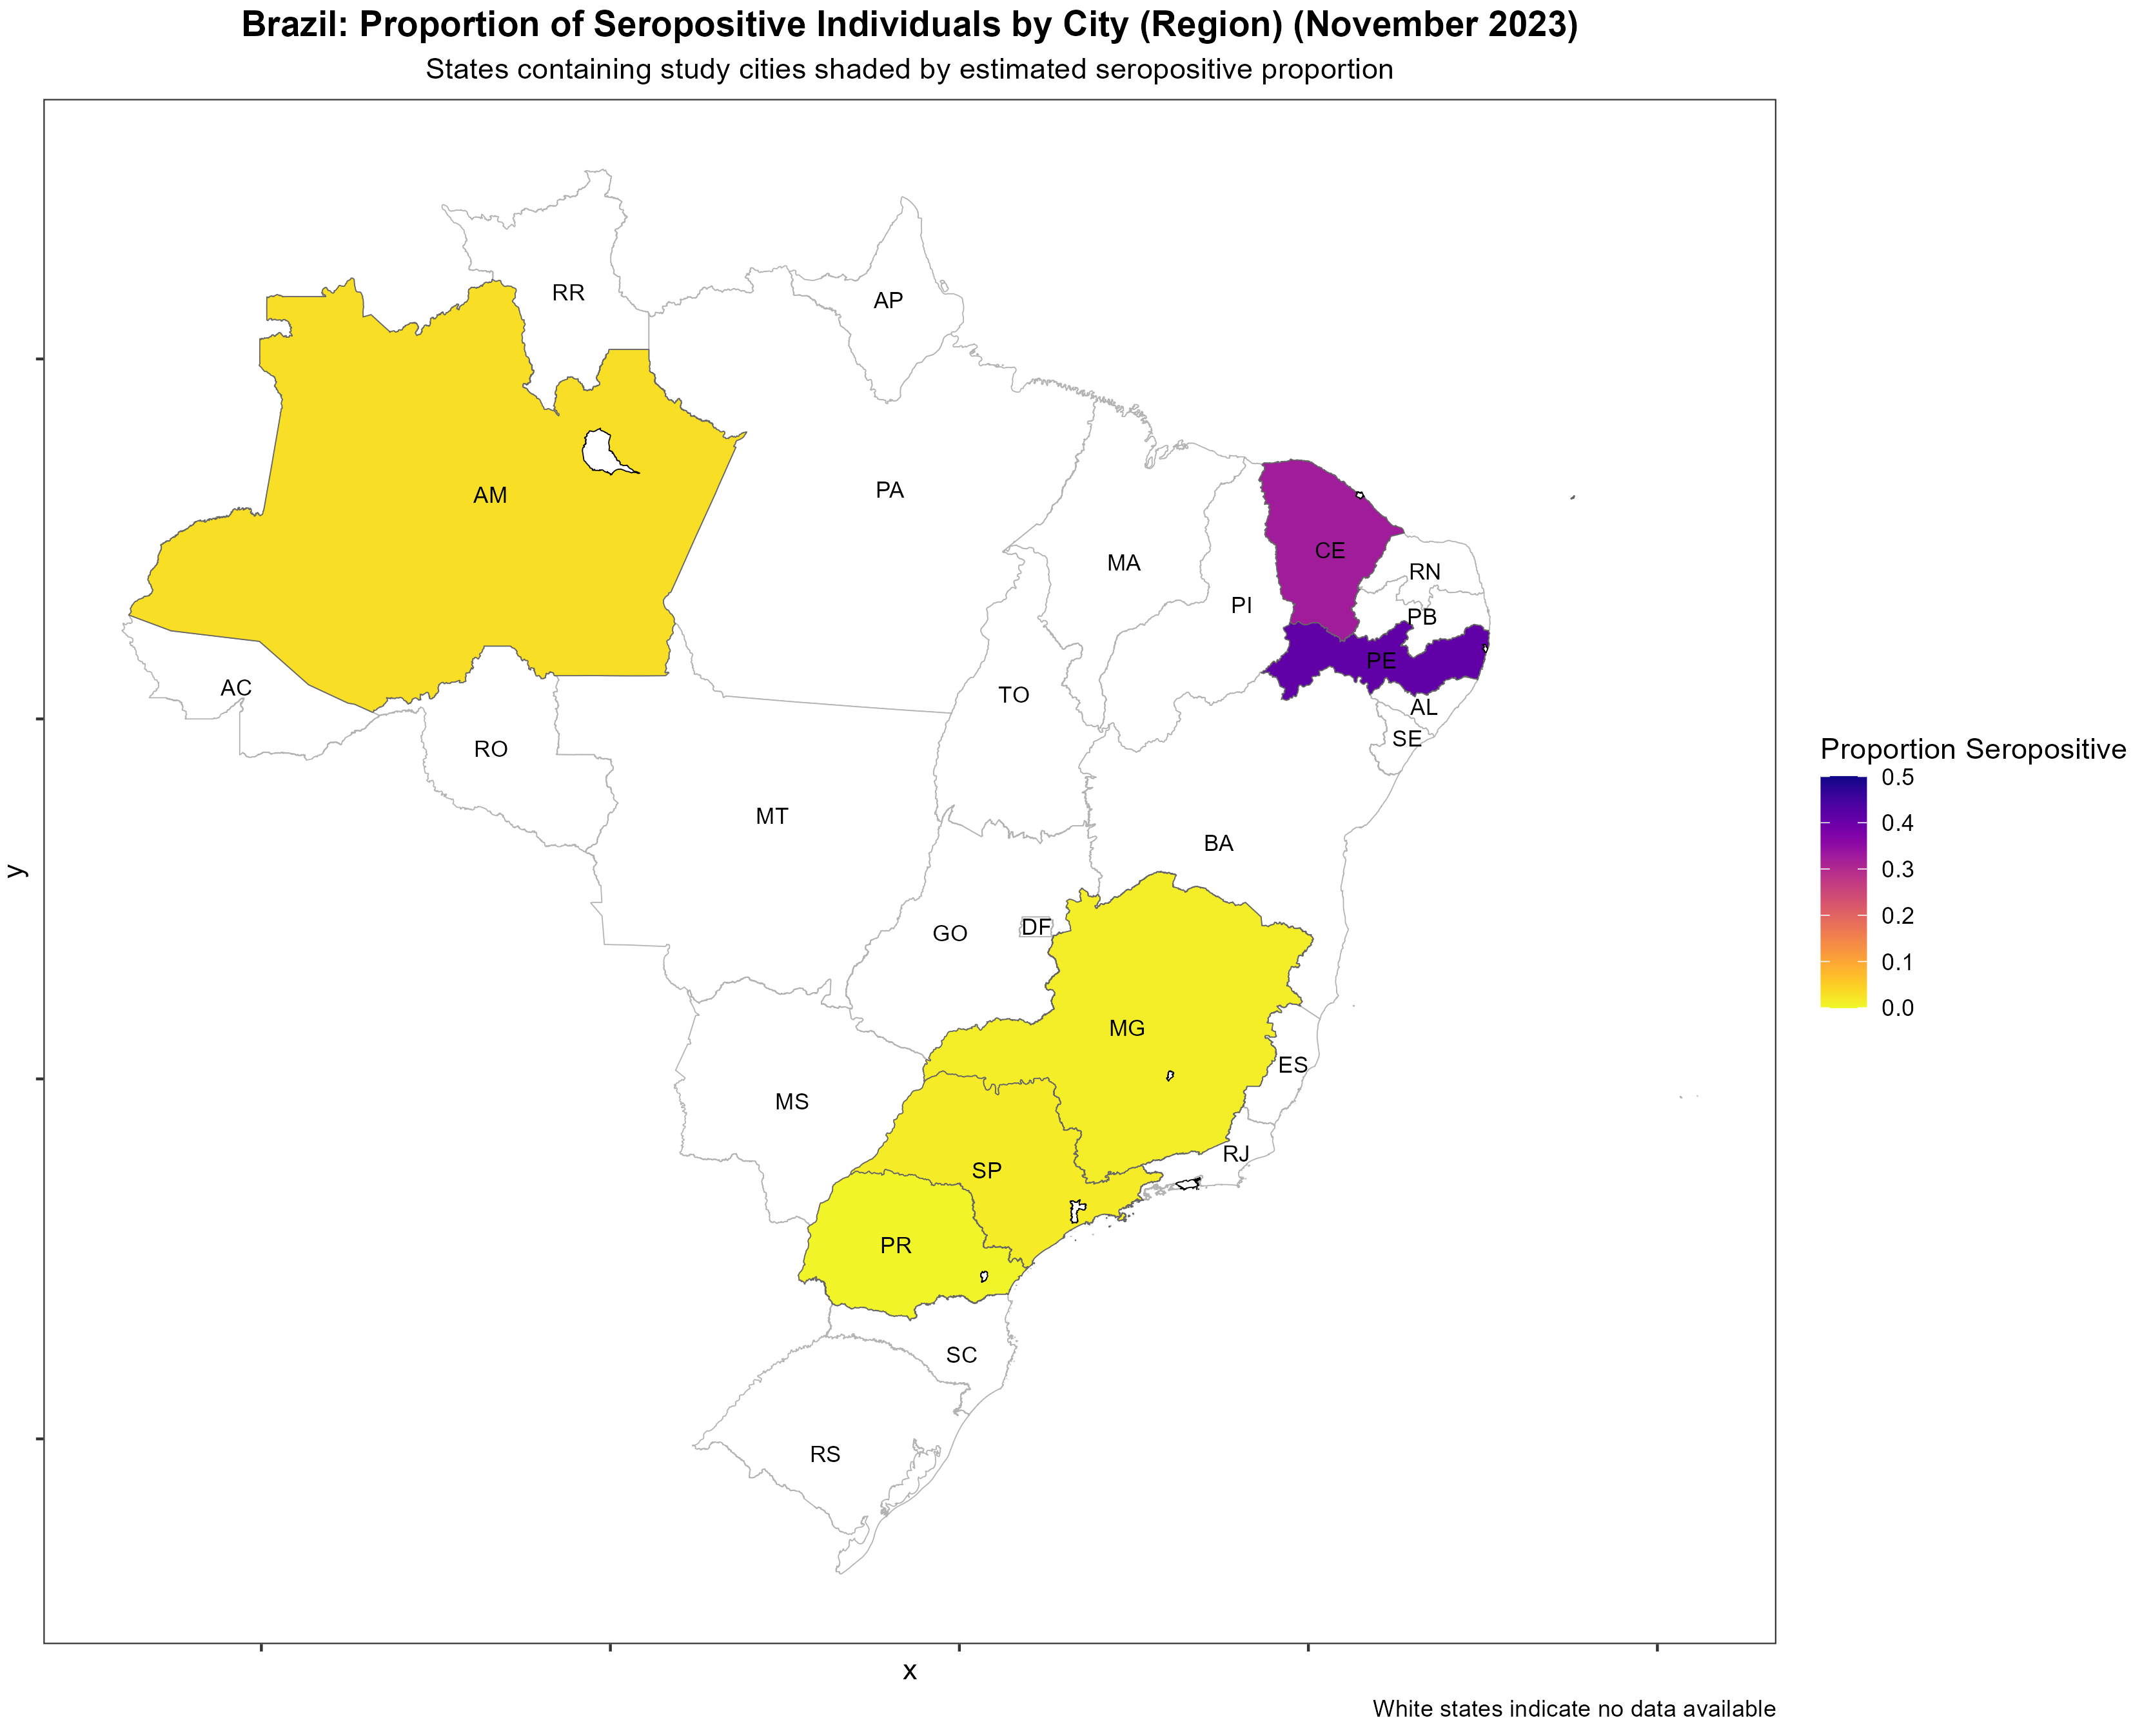 Brazil: Proportion of Seropositive Individuals by City (Region) (November 2023)
States containing study cities shaded by estimated seropositive proportion
RR
AP
AM
PA
CE
MA
RN
PI
PB
PE
AC
TO
AL
SE
RO
MT
BA
GO
DF
MG
ES
MS
RJ
SP
PR
SC
RS
y
x
Proportion Seropositive
0.5
0.4
0.3
0.2
0.1
0.0
White states indicate no data available